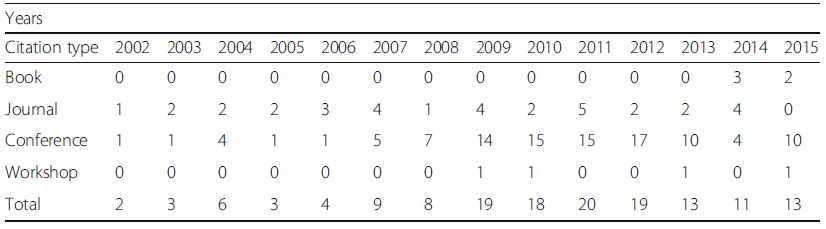 Years
Citation type 2002 2003 2004 2005 2006 2007 2008 2009 2010 2011 2012 2013 2014 2015
Book 0 0 0 0 0 0 0 0 0 0 0 0 3 2
Journal 1 2 2 2 3 4 1 4 2 5 2 2 4 0
Conference 1 1 4 1 1 5 7 14 15 15 17 10 4 10
Workshop 0 0 0 0 0 0 0 1 1 0 0 1 0 1
Total 2 3 6 3 4 9 8 19 18 20 19 13 11 13